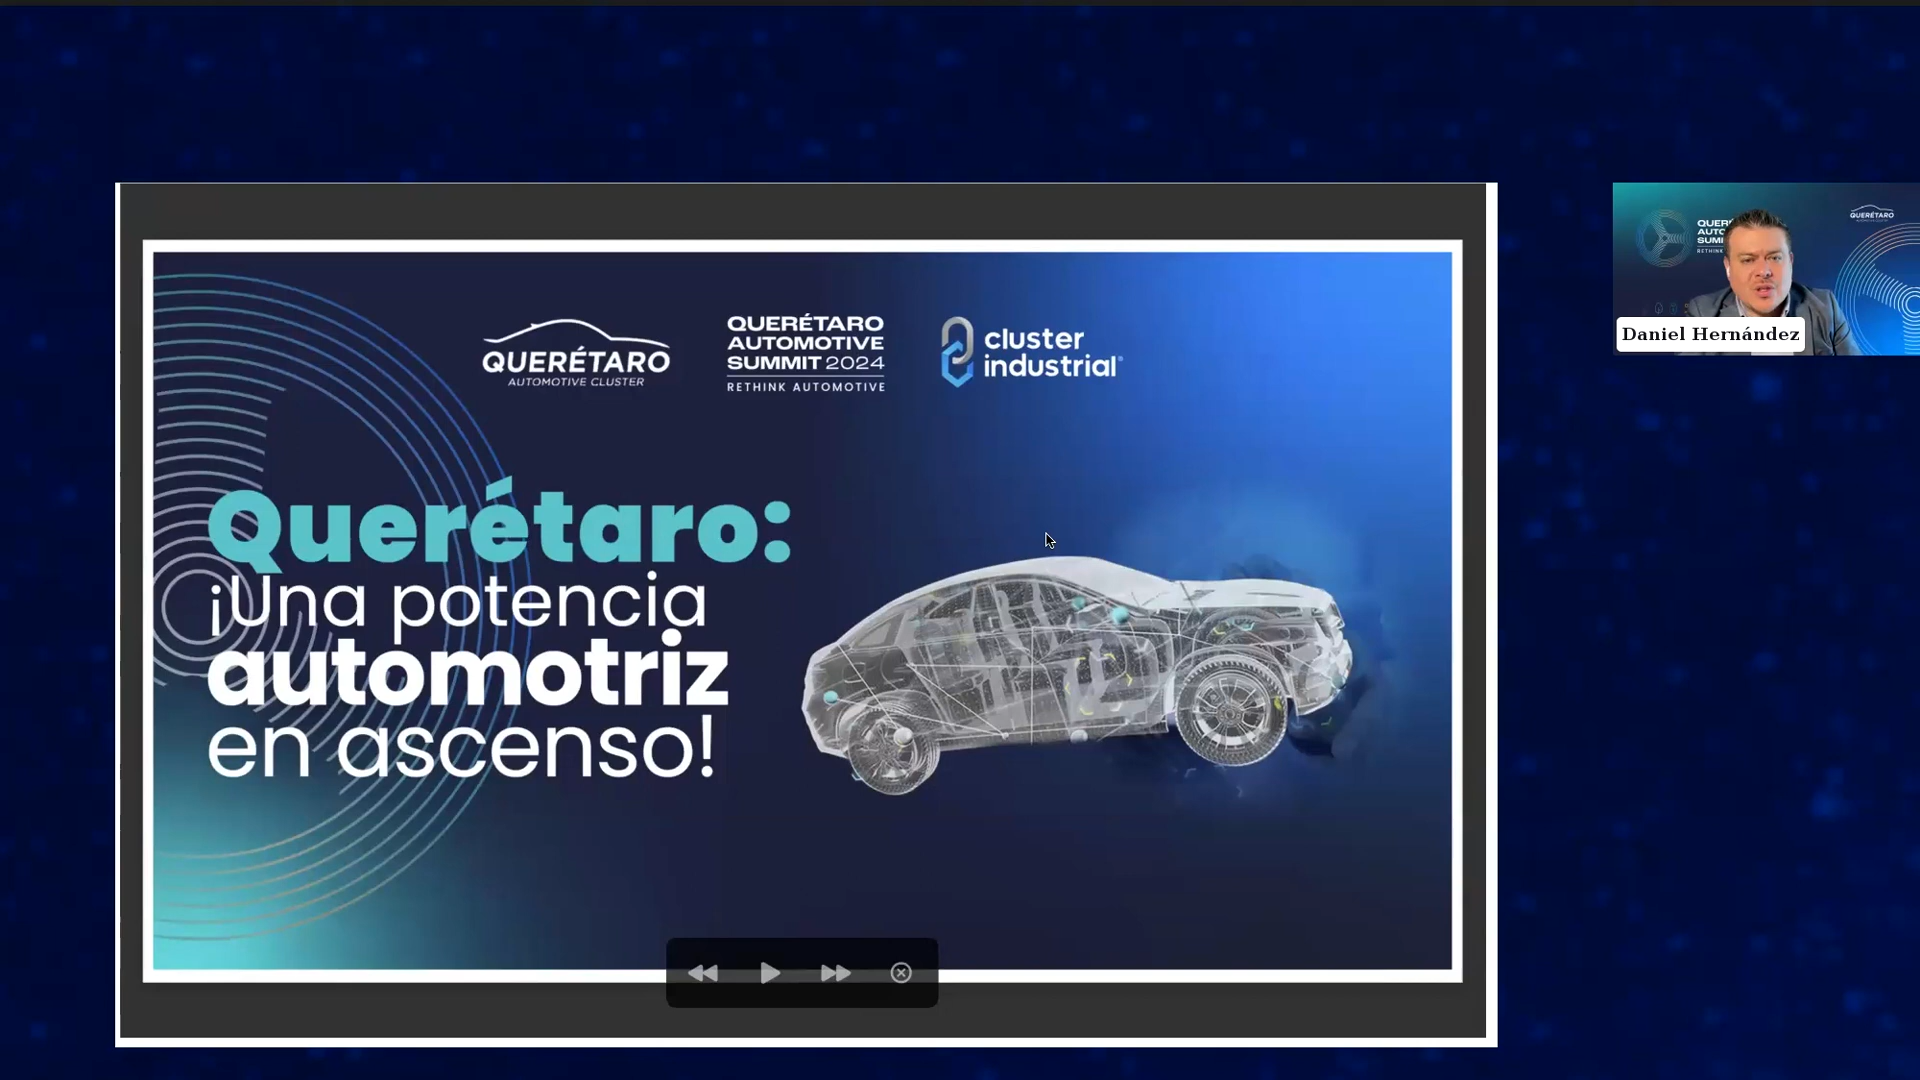 QUERÉTARO
AUTOMOTIVE CLUSTER
QUERÉTARO
AUTOMOTIVE
SUMMIT 2024
RETHINK AUTOMOTIVE
cluster
industrial
Querétaro:
¡Una potencia
automotriz
en ascenso!
QUERÉTARO
Daniel Hernández